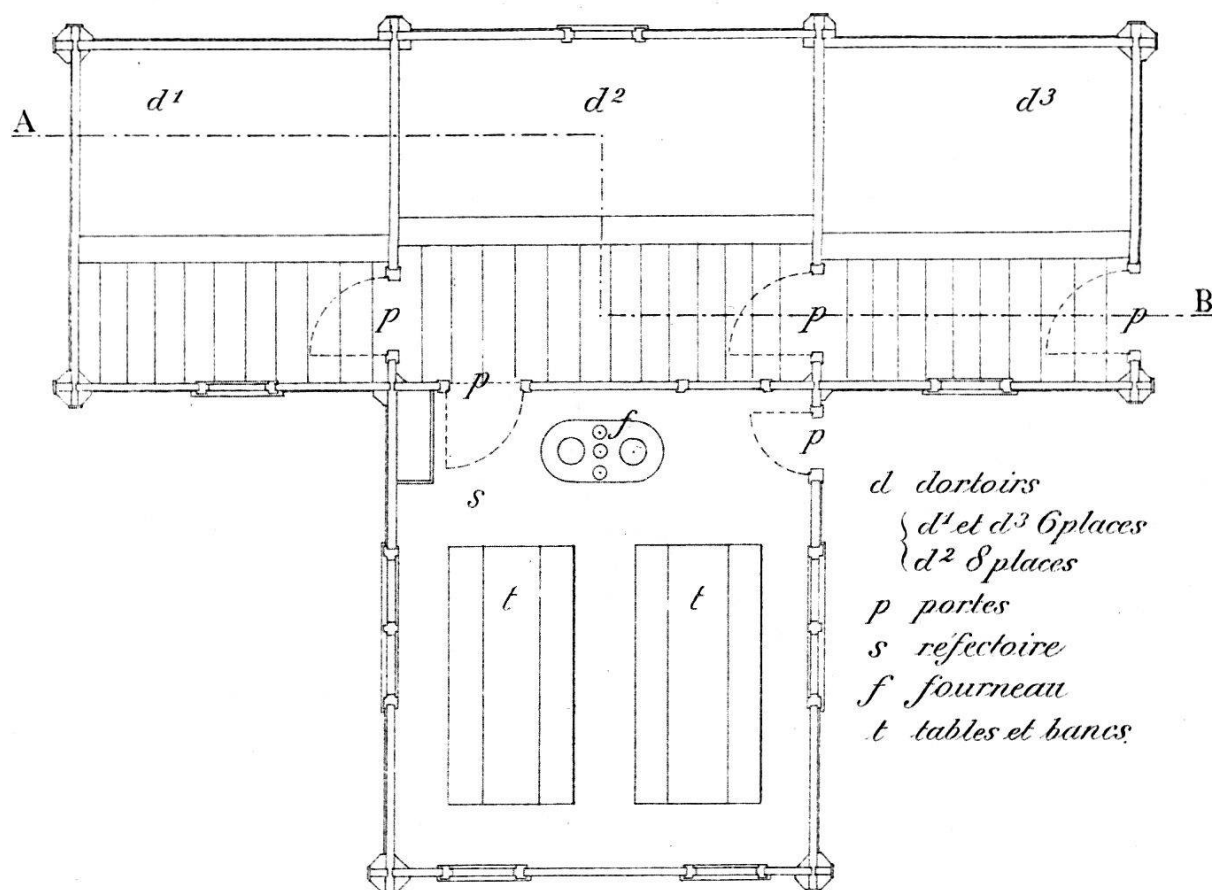 d¹
d²
d³
A
B
p
p
p
p
p
f
s
t
t
d dortoirs
d¹ et d³ 6 places
d² 8 places
p portes
s réfectoire
f fourneau
t tables et bancs.